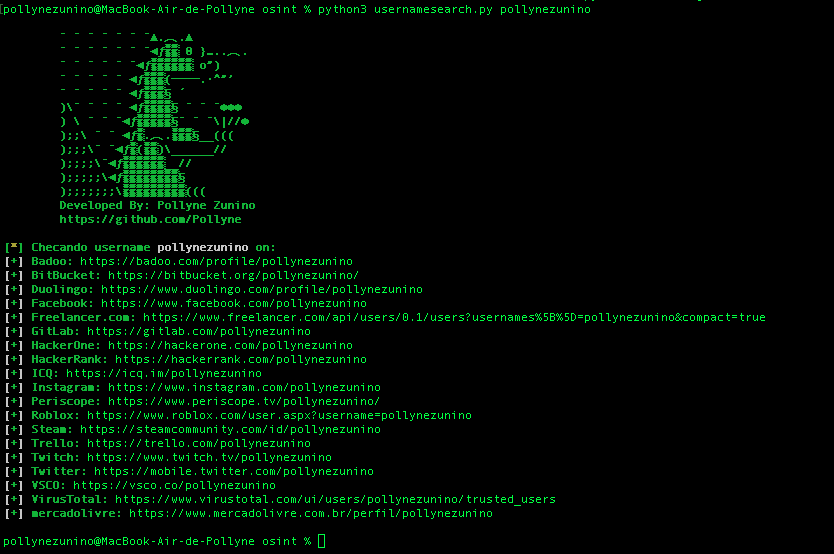 pollynezunino@MacBook-Air-de-Pollyne osint % python3 usernamesearch.py pollynezunino
Developed By: Pollyne Zunino
https://github.com/Pollyne
[*] Checando username pollynezunino on:
[+] Badoo: https://badoo.com/profile/pollynezunino
[+] BitBucket: https://bitbucket.org/pollynezunino/
[+] Duolingo: https://www.duolingo.com/profile/pollynezunino
[+] Facebook: https://www.facebook.com/pollynezunino
[+] Freelancer.com: https://www.freelancer.com/api/users/0.1/users?usernames%5B%5D=pollynezunino&compact=true
[+] GitLab: https://gitlab.com/pollynezunino
[+] HackerOne: https://hackerone.com/pollynezunino
[+] HackerRank: https://hackerrank.com/pollynezunino
[+] ICQ: https://icq.im/pollynezunino
[+] Instagram: https://www.instagram.com/pollynezunino
[+] Periscope: https://www.periscope.tv/pollynezunino/
[+] Roblox: https://www.roblox.com/user.aspx?username=pollynezunino
[+] Steam: https://steamcommunity.com/id/pollynezunino
[+] Trello: https://trello.com/pollynezunino
[+] Twitch: https://www.twitch.tv/pollynezunino
[+] Twitter: https://mobile.twitter.com/pollynezunino
[+] VSCO: https://vsco.co/pollynezunino
[+] VirusTotal: https://www.virustotal.com/ui/users/pollynezunino/trusted_users
[+] mercadolivre: https://www.mercadolivre.com.br/perfil/pollynezunino
pollynezunino@MacBook-Air-de-Pollyne osint %